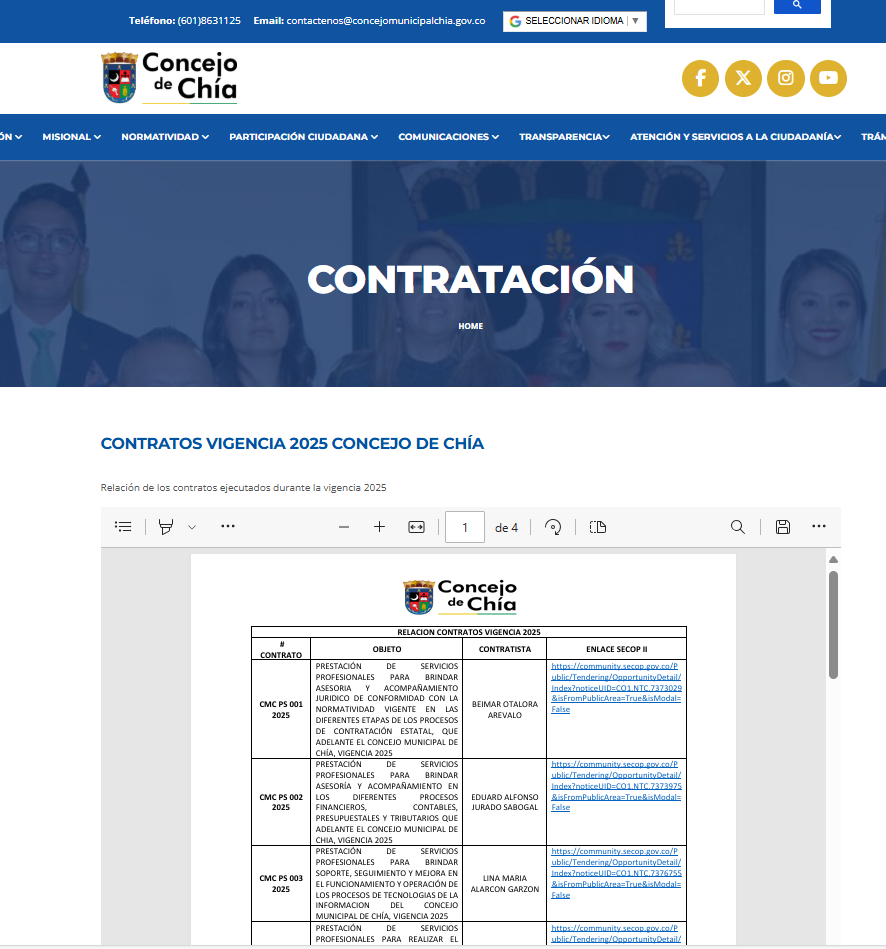 Teléfono: (601)8631125 Email: contactenos@concejomunicipalchia.gov.co
SELECCIONAR IDIOMA ▼
Concejo
de Chía
ÓN MISIONAL NORMATIVIDAD PARTICIPACIÓN CIUDADANA COMUNICACIONES TRANSPARENCIA ATENCIÓN Y SERVICIOS A LA CIUDADANÍA TRÁM
CONTRATACIÓN
HOME
CONTRATOS VIGENCIA 2025 CONCEJO DE CHÍA
Relación de los contratos ejecutados durante la vigencia 2025
1 de 4
Concejo
de Chía
RELACION CONTRATOS VIGENCIA 2025
# CONTRATO OBJETO CONTRATISTA ENLACE SECOP II
CMC PS 001
2025
PRESTACIÓN DE SERVICIOS
PROFESIONALES PARA BRINDAR
ASESORIA Y ACOMPAÑAMIENTO
JURIDICO DE CONFORMIDAD CON LA
NORMATIVIDAD VIGENTE EN LAS
DIFERENTES ETAPAS DE LOS PROCESOS
DE CONTRATACIÓN ESTATAL, QUE
ADELANTE EL CONCEJO MUNICIPAL DE
CHÍA, VIGENCIA 2025
BEIMAR OTALORA
AREVALO
https://community.secop.gov.co/P
ublic/Tendering/OpportunityDetail/
Index?noticeUID=CO1.NTC.7373029
&isFromPublicArea=True&isModal=
False
CMC PS 002
2025
PRESTACIÓN DE SERVICIOS
PROFESIONALES PARA BRINDAR
ASESORÍA Y ACOMPAÑAMIENTO EN
LOS DIFERENTES PROCESOS
FINANCIEROS, CONTABLES,
PRESUPUESTALES Y TRIBUTARIOS QUE
ADELANTE EL CONCEJO MUNICIPAL DE
CHIA, VIGENCIA 2025
EDUARD ALFONSO
JURADO SABOGAL
https://community.secop.gov.co/P
ublic/Tendering/OpportunityDetail/
Index?noticeUID=CO1.NTC.7373975
&isFromPublicArea=True&isModal=
False
CMC PS 003
2025
PRESTACIÓN DE SERVICIOS
PROFESIONALES PARA BRINDAR
SOPORTE, SEGUIMIENTO Y MEJORA EN
EL FUNCIONAMIENTO Y OPERACIÓN DE
LOS PROCESOS DE TECNOLOGIAS DE LA
INFORMACION DEL CONCEJO
MUNICIPAL DE CHÍA, VIGENCIA 2025
LINA MARIA
ALARCON GARZON
https://community.secop.gov.co/P
ublic/Tendering/OpportunityDetail/
Index?noticeUID=CO1.NTC.7376755
&isFromPublicArea=True&isModal=
False
PRESTACIÓN DE SERVICIOS
PROFESIONALES PARA REALIZAR EL
https://community.secop.gov.co/P
ublic/Tendering/OpportunityDetail/